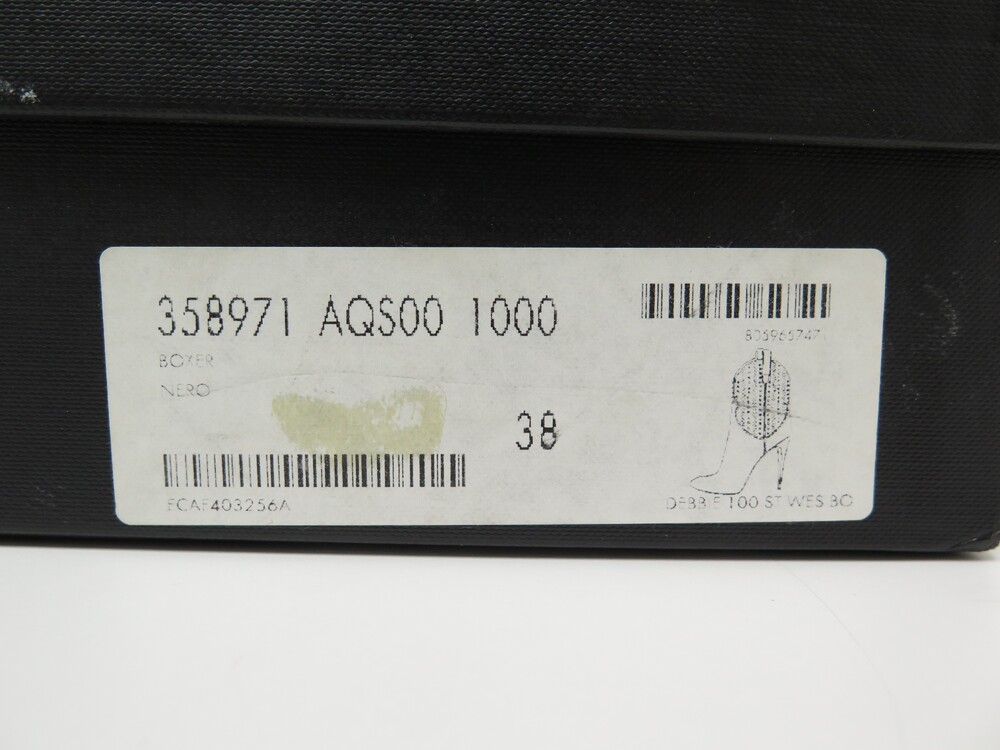 358971 AQS00 1000
BOXER
NERO
38
ECAF403256A
DEBBIE 100 ST WES BO